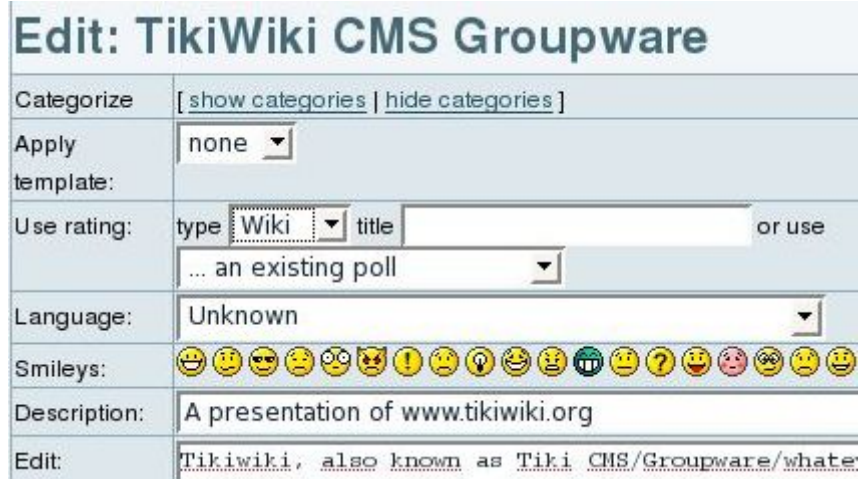 Edit: TikiWiki CMS Groupware
Categorize [ show categories | hide categories ]
Apply template: none
Use rating: type Wiki title or use
... an existing poll
Language: Unknown
Smileys:
Description: A presentation of www.tikiwiki.org
Edit: Tikiwiki, also known as Tiki CMS/Groupware/